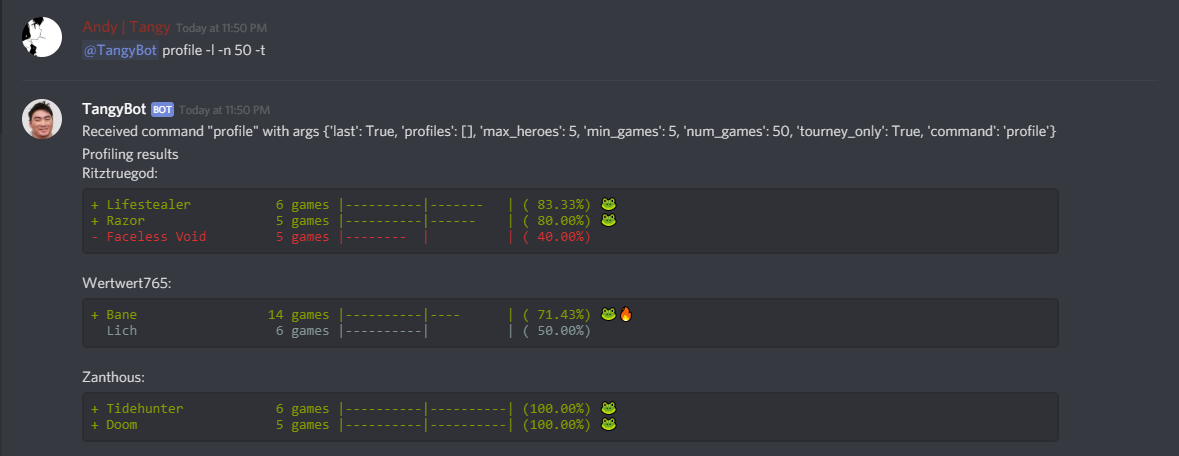 Andy | Tangy Today at 11:50 PM
@TangyBot profile -l -n 50 -t
TangyBot BOT Today at 11:50 PM
Received command "profile" with args {'last': True, 'profiles': [], 'max_heroes': 5, 'min_games': 5, 'num_games': 50, 'tourney_only': True, 'command': 'profile'}
Profiling results
Ritztruegod:
+ Lifestealer 6 games |----------|------- | ( 83.33%) 🐸
+ Razor 5 games |----------|------ | ( 80.00%) 🐸
- Faceless Void 5 games |-------- | | ( 40.00%)
Wertwert765:
+ Bane 14 games |----------|---- | ( 71.43%) 🐸🔥
Lich 6 games |----------| | ( 50.00%)
Zanthous:
+ Tidehunter 6 games |----------|----------| (100.00%) 🐸
+ Doom 5 games |----------|----------| (100.00%) 🐸